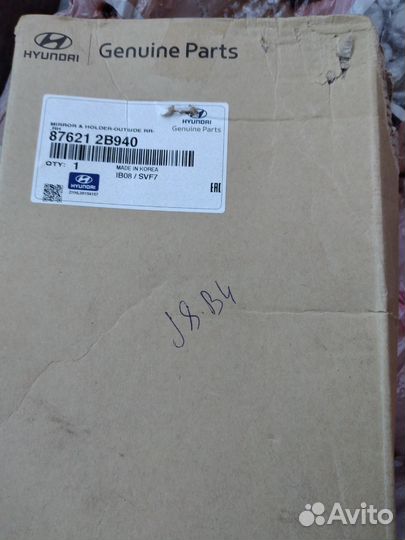 HYUNDAI
Genuine Parts
HYUNDAI
Genuine Parts
MIRROR & HOLDER-OUTSIDE RR-
RH
87621 2B940
QTY: 1
MADE IN KOREA
IB08 / SVF7
HYUNDAI
EAC
J8.B4
Avito